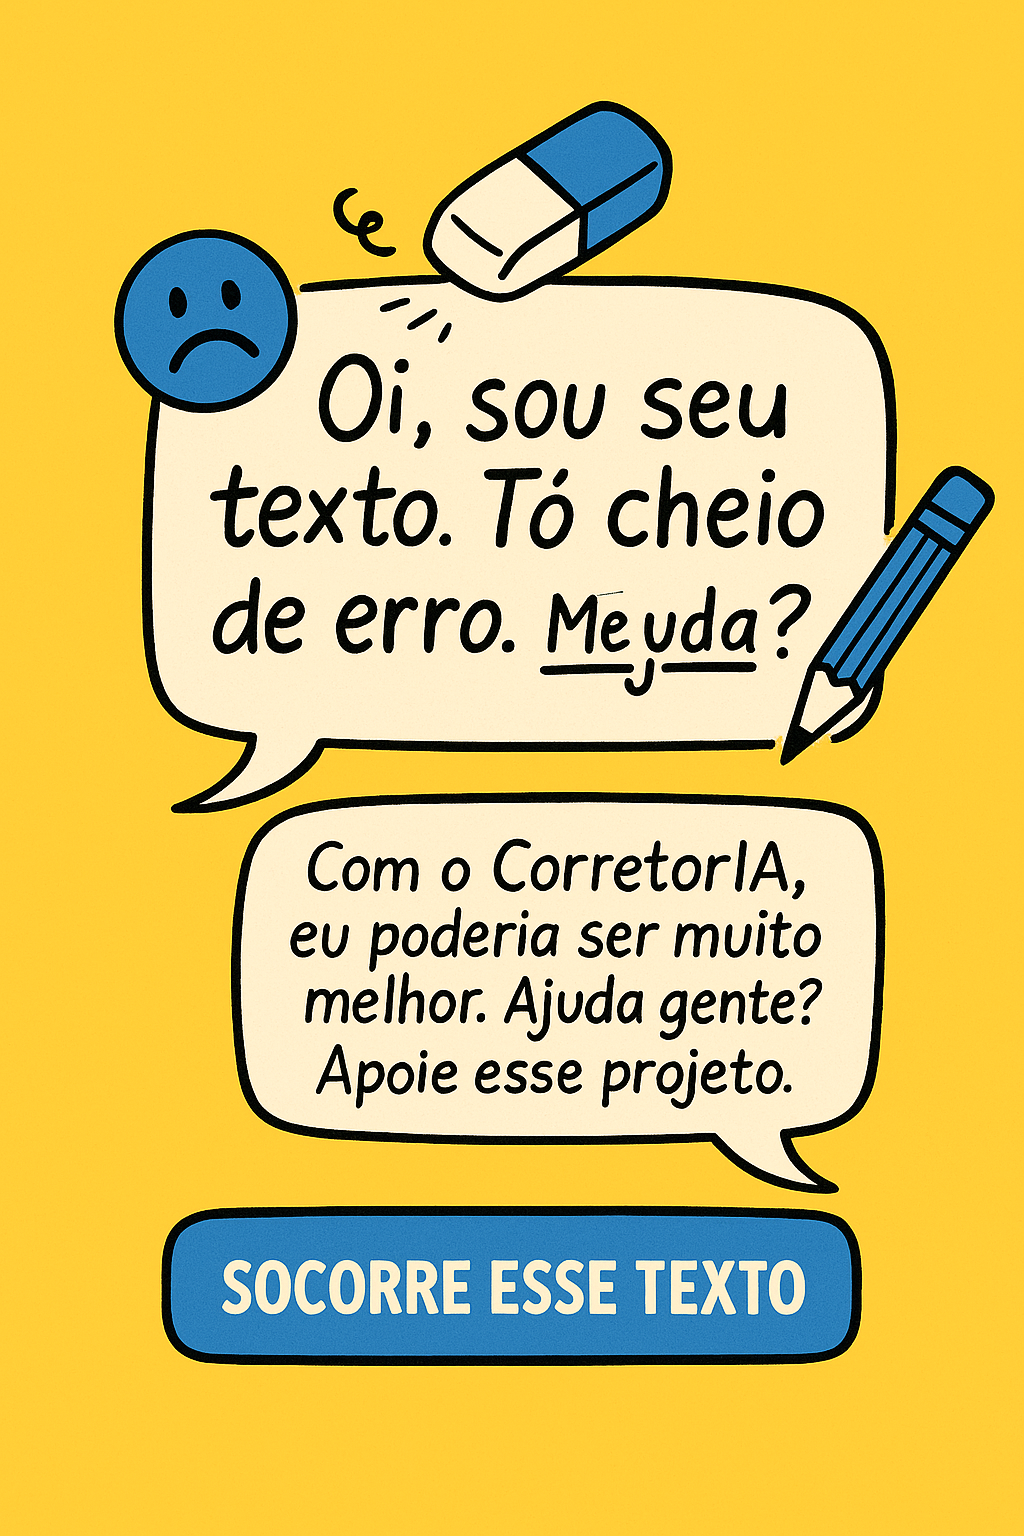 Oi, sou seu
texto. Tó cheio
de erro. Meyuda?
Com o CorretorIA,
eu poderia ser muito
melhor. Ajuda gente?
Apoie esse projeto.
SOCORRE ESSE TEXTO